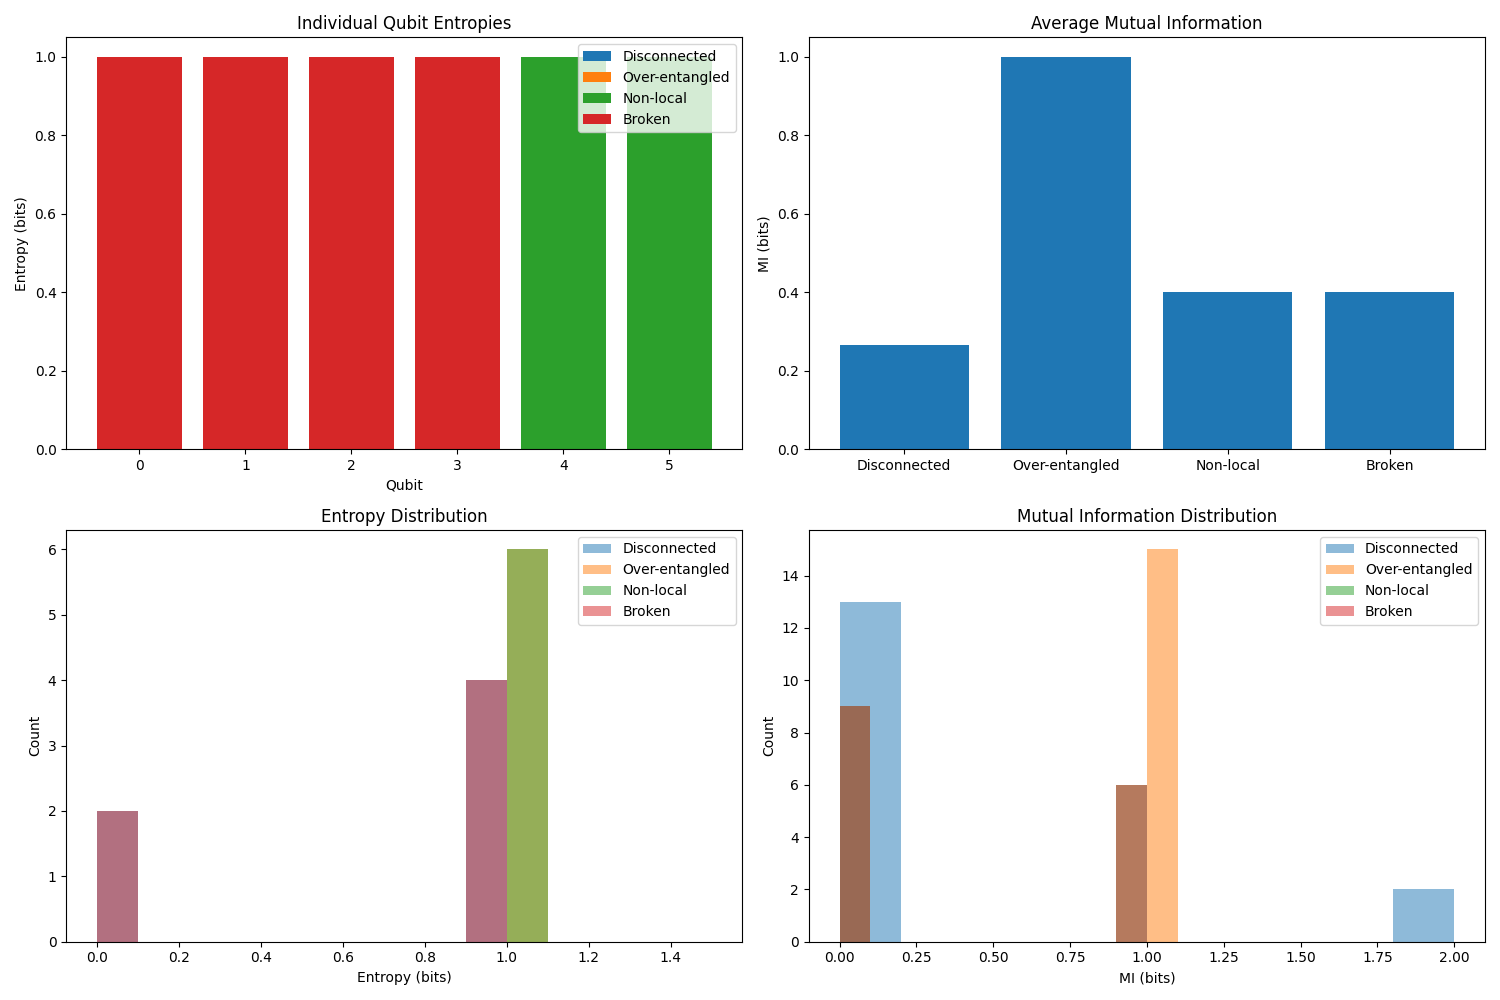 Individual Qubit Entropies
1.0
0.8
0.6
0.4
0.2
0.0
Entropy (bits)
Disconnected
Over-entangled
Non-local
Broken
0 1 2 3 4 5
Qubit
Average Mutual Information
1.0
0.8
0.6
0.4
0.2
0.0
MI (bits)
Disconnected Over-entangled Non-local Broken
Entropy Distribution
6
5
4
3
2
1
0
Count
Disconnected
Over-entangled
Non-local
Broken
0.0 0.2 0.4 0.6 0.8 1.0 1.2 1.4
Entropy (bits)
Mutual Information Distribution
14
12
10
8
6
4
2
0
Count
Disconnected
Over-entangled
Non-local
Broken
0.00 0.25 0.50 0.75 1.00 1.25 1.50 1.75 2.00
MI (bits)